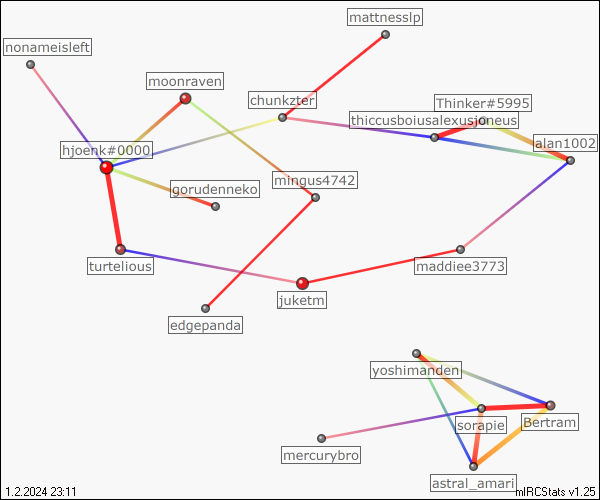 mattnesslp
nonameisleft
moonraven
chunkzter
Thinker#5995
thiccusboiusalexusjoneus
alan1002
hjoenk#0000
mingus4742
gorudenneko
turtelious
maddiee3773
juketm
edgepanda
yoshimanden
Bertram
sorapie
mercurybro
astral_amari
1.2.2024 23:11
mIRCStats v1.25